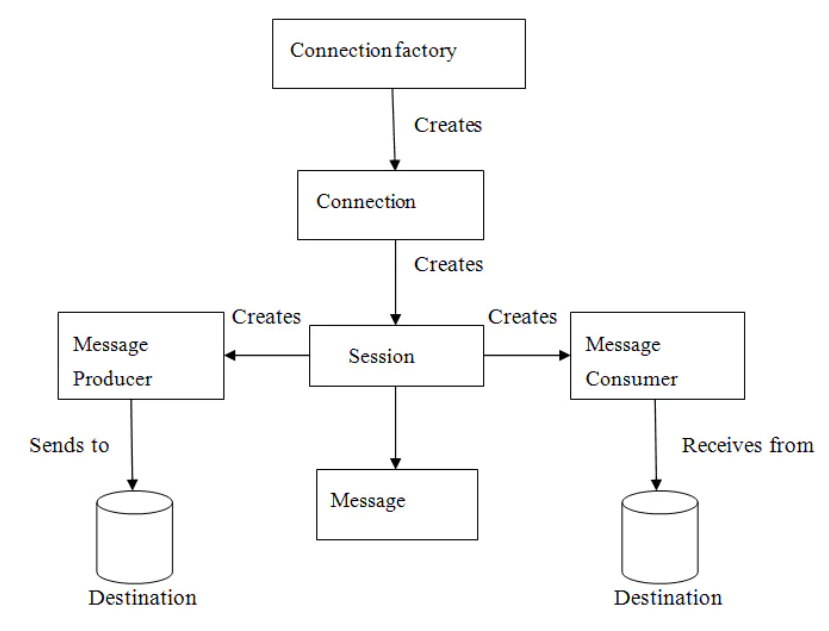 Connection factory
Creates
Connection
Creates
Creates
Creates
Message
Producer
Session
Message
Consumer
Sends to
Receives from
Message
Destination
Destination